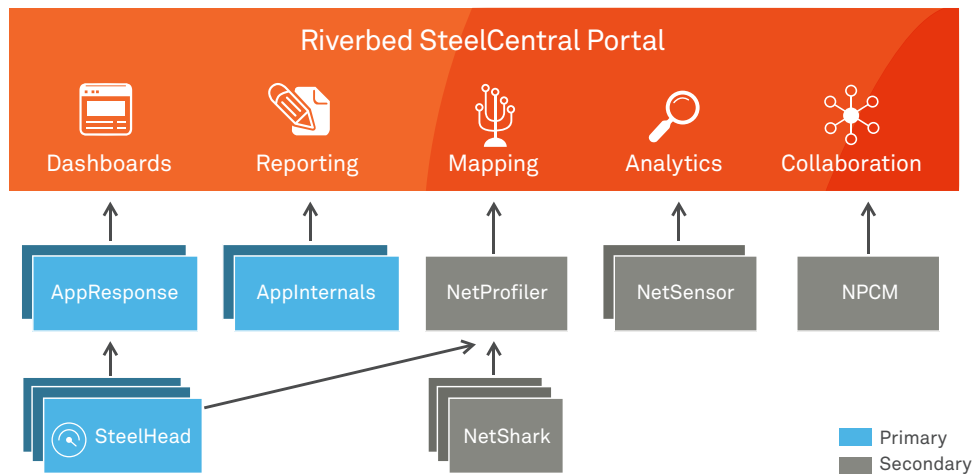 Riverbed SteelCentral Portal
Dashboards
Reporting
Mapping
Analytics
Collaboration
AppResponse
AppInternals
NetProfiler
NetSensor
NPCM
SteelHead
NetShark
Primary
Secondary